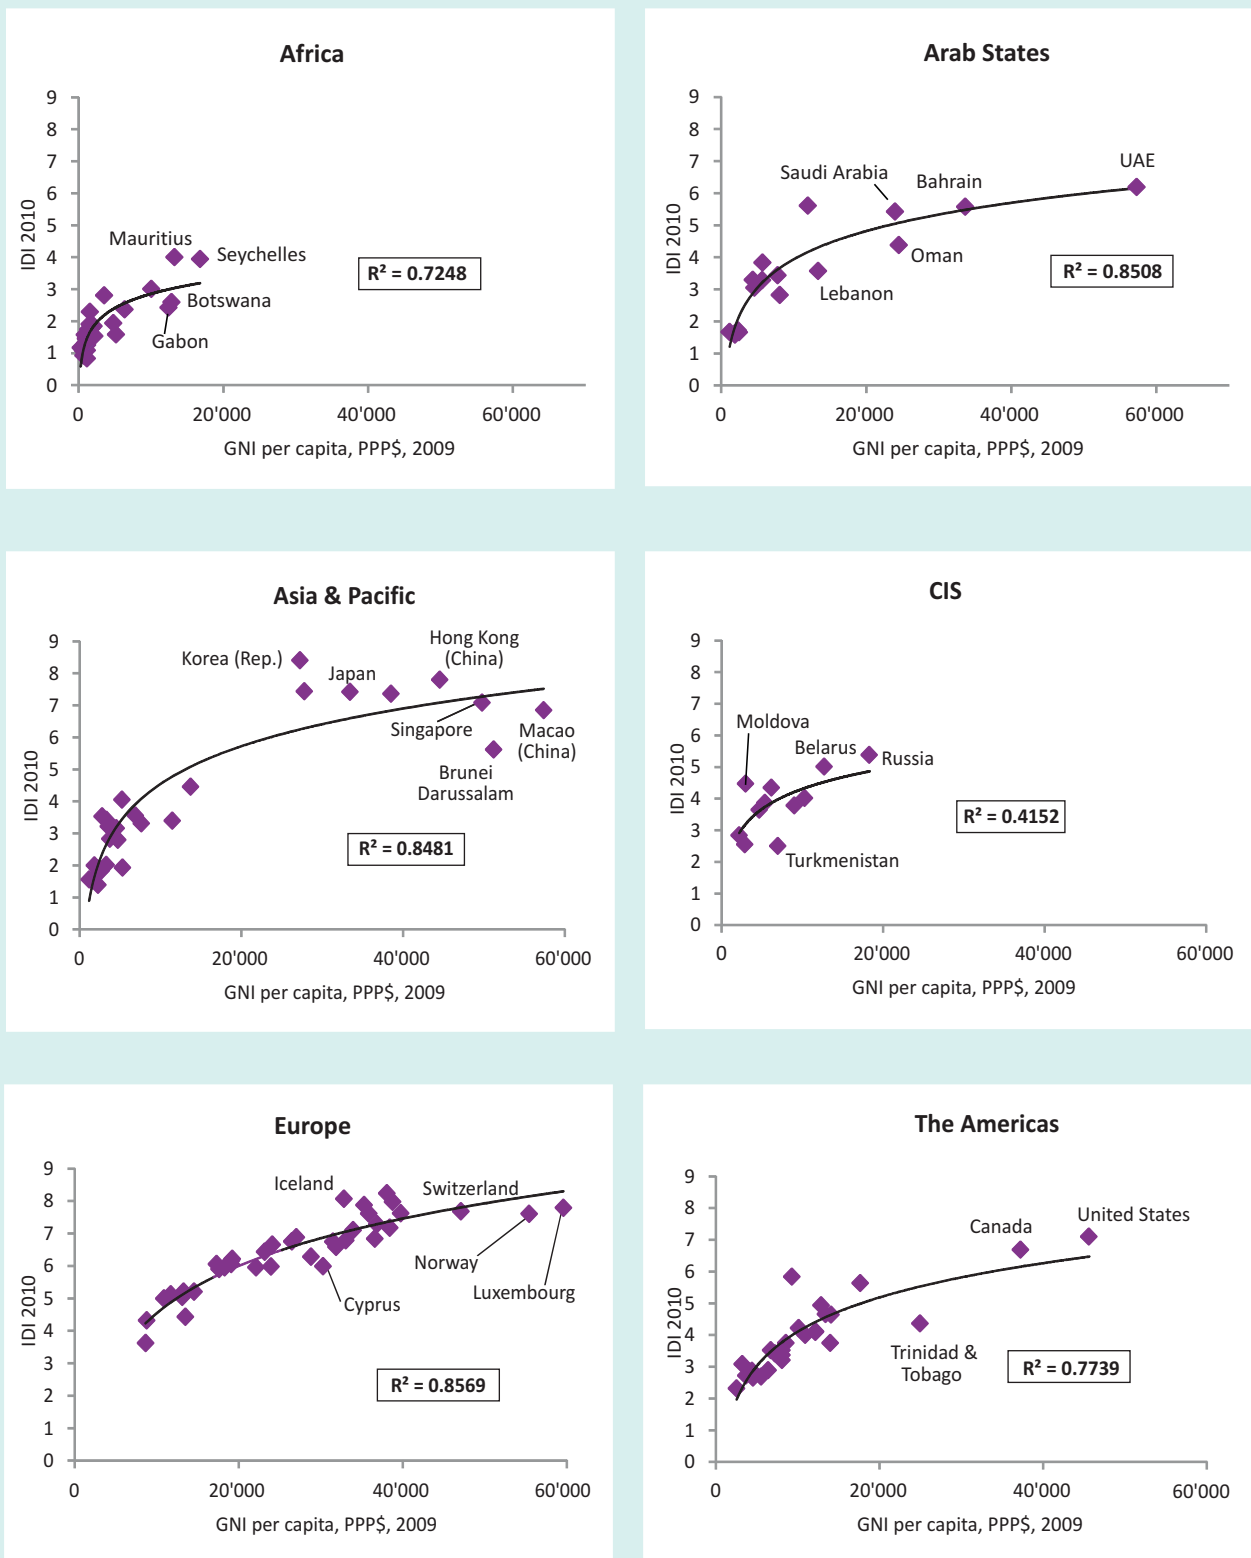 Africa
9
8
7
6
5
4
3
2
1
0
IDI 2010
Mauritius
Seychelles
Botswana
Gabon
R² = 0.7248
0 20'000 40'000 60'000
GNI per capita, PPP$, 2009
Arab States
9
8
7
6
5
4
3
2
1
0
IDI 2010
UAE
Saudi Arabia
Bahrain
Oman
Lebanon
R² = 0.8508
0 20'000 40'000 60'000
GNI per capita, PPP$, 2009
Asia & Pacific
9
8
7
6
5
4
3
2
1
0
IDI 2010
Hong Kong
(China)
Korea (Rep.)
Japan
Singapore
Macao
(China)
Brunei
Darussalam
R² = 0.8481
0 20'000 40'000 60'000
GNI per capita, PPP$, 2009
CIS
9
8
7
6
5
4
3
2
1
0
IDI 2010
Moldova
Belarus
Russia
Turkmenistan
R² = 0.4152
0 20'000 40'000 60'000
GNI per capita, PPP$, 2009
Europe
9
8
7
6
5
4
3
2
1
0
IDI 2010
Iceland
Switzerland
Norway
Luxembourg
Cyprus
R² = 0.8569
0 20'000 40'000 60'000
GNI per capita, PPP$, 2009
The Americas
9
8
7
6
5
4
3
2
1
0
IDI 2010
Canada
United States
Trinidad &
Tobago
R² = 0.7739
0 20'000 40'000 60'000
GNI per capita, PPP$, 2009